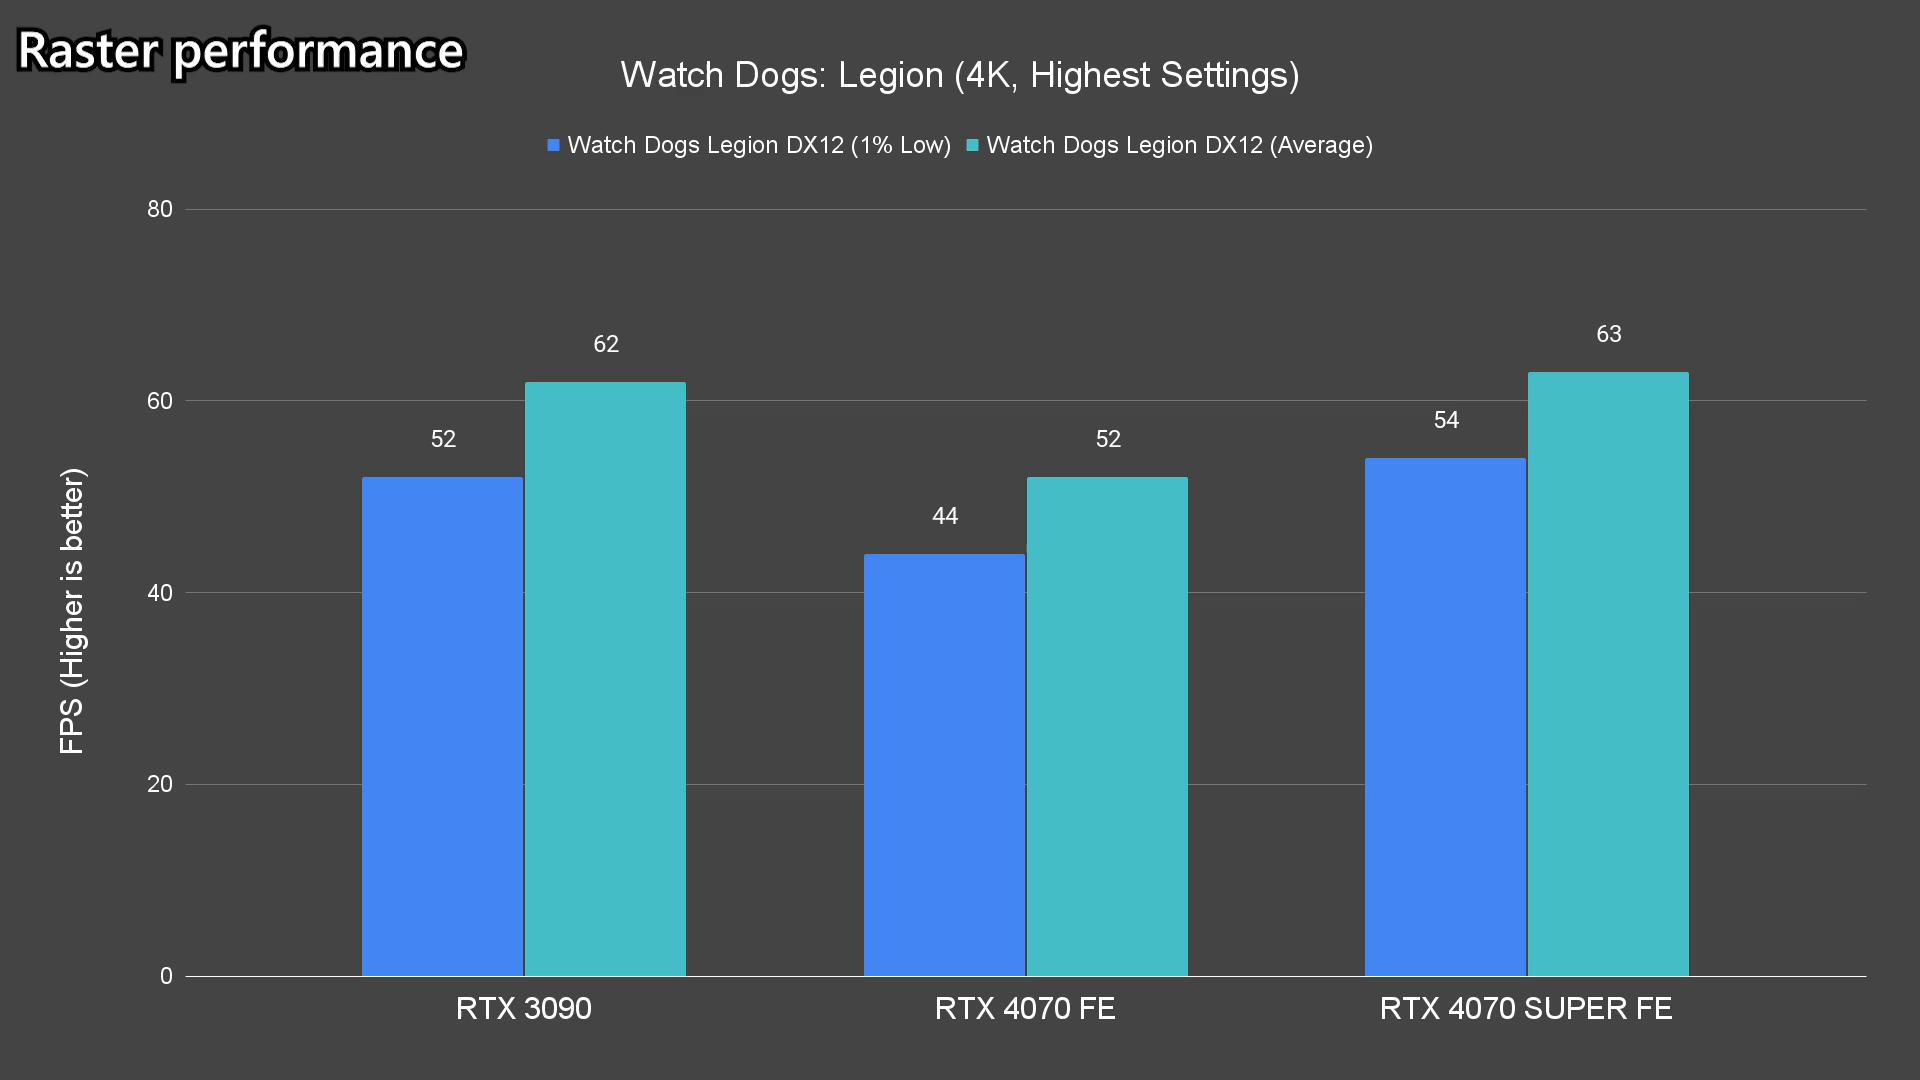 Raster performance
Watch Dogs: Legion (4K, Highest Settings)
Watch Dogs Legion DX12 (1% Low) Watch Dogs Legion DX12 (Average)
FPS (Higher is better)
80
60
40
20
0
52
62
44
52
54
63
RTX 3090
RTX 4070 FE
RTX 4070 SUPER FE